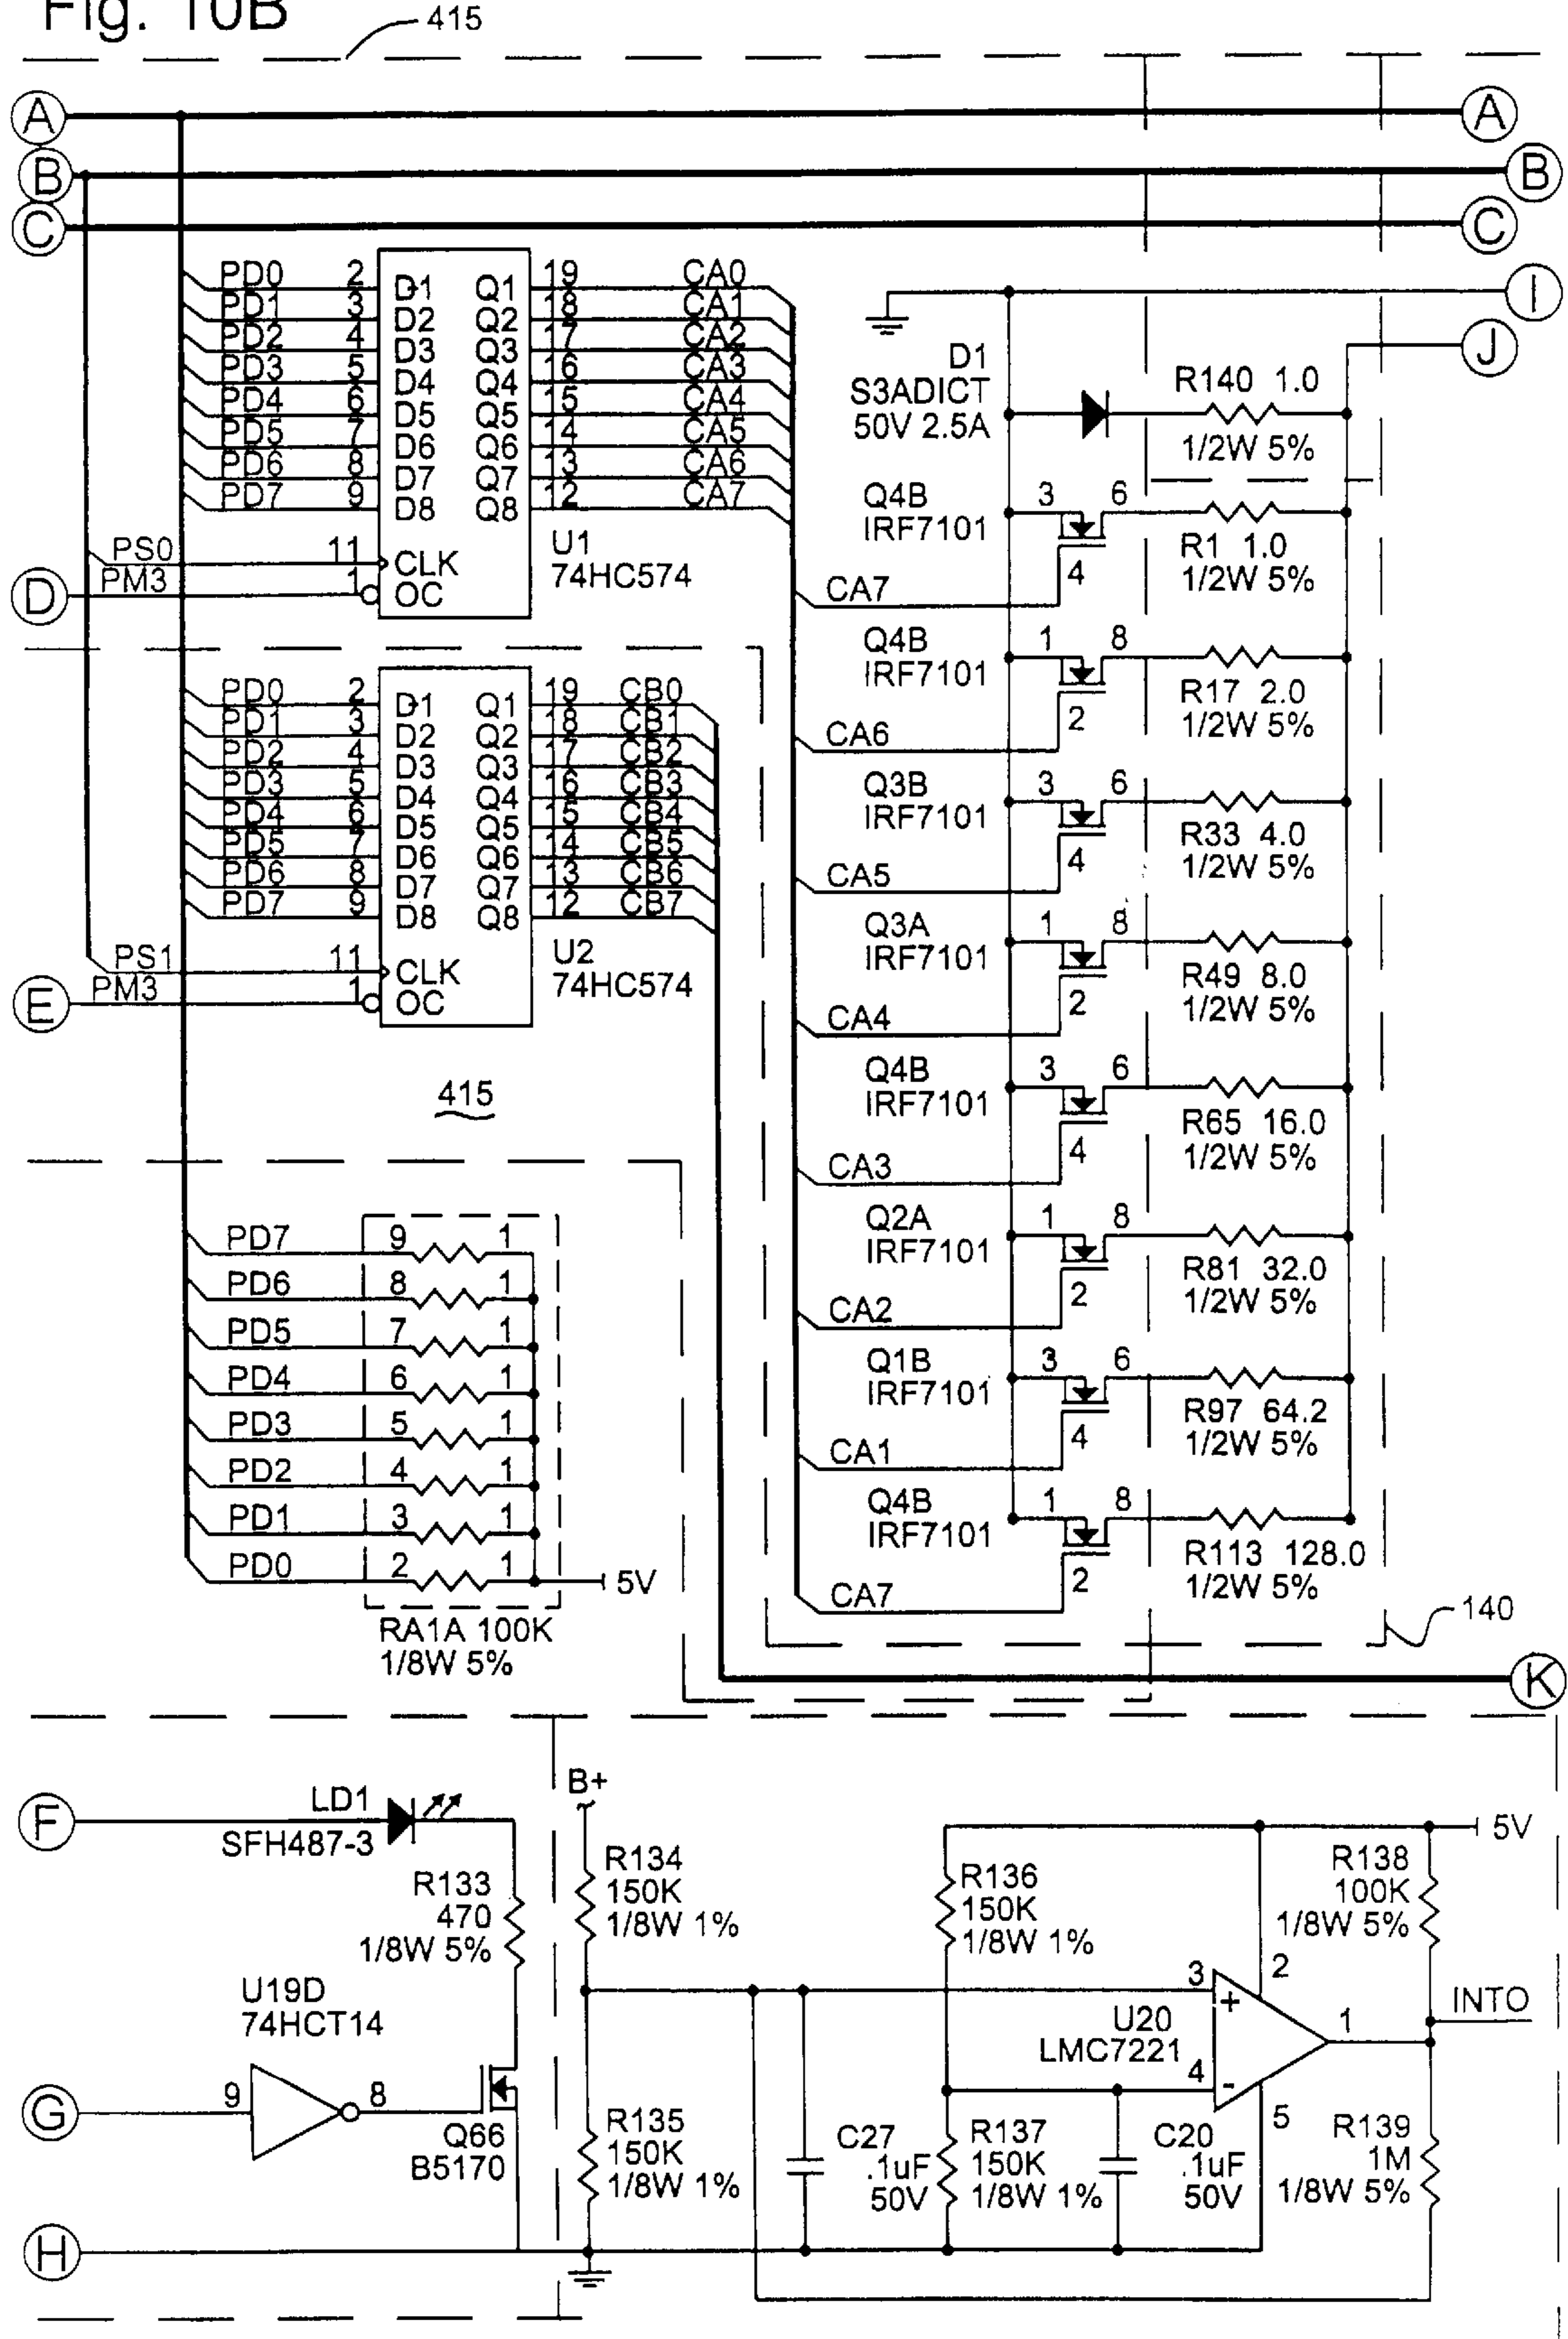 Fig. 10B
415
A
A
B
B
C
C
PD0 2 D1 Q1 19 CA0
PD1 3 D2 Q2 18 CA1
PD2 4 D3 Q3 17 CA2
PD3 5 D4 Q4 16 CA3
PD4 6 D5 Q5 15 CA4
PD5 7 D6 Q6 14 CA5
PD6 8 D7 Q7 13 CA6
PD7 9 D8 Q8 12 CA7
PS0 11 CLK
D PM3 1 OC
U1
74HC574
I
J
D1
S3ADICT
50V 2.5A
R140 1.0
1/2W 5%
Q4B
IRF7101
3 6
4
R1 1.0
1/2W 5%
CA7
Q4B
IRF7101
1 8
2
R17 2.0
1/2W 5%
CA6
Q3B
IRF7101
3 6
4
R33 4.0
1/2W 5%
CA5
Q3A
IRF7101
1 8
2
R49 8.0
1/2W 5%
CA4
Q4B
IRF7101
3 6
4
R65 16.0
1/2W 5%
CA3
Q2A
IRF7101
1 8
2
R81 32.0
1/2W 5%
CA2
Q1B
IRF7101
3 6
4
R97 64.2
1/2W 5%
CA1
Q4B
IRF7101
1 8
2
R113 128.0
1/2W 5%
CA7
140
K
PD0 2 D1 Q1 19 CB0
PD1 3 D2 Q2 18 CB1
PD2 4 D3 Q3 17 CB2
PD3 5 D4 Q4 16 CB3
PD4 6 D5 Q5 15 CB4
PD5 7 D6 Q6 14 CB5
PD6 8 D7 Q7 13 CB6
PD7 9 D8 Q8 12 CB7
PS1 11 CLK
E PM3 1 OC
U2
74HC574
415
PD7 9 1
PD6 8 1
PD5 7 1
PD4 6 1
PD3 5 1
PD2 4 1
PD1 3 1
PD0 2 1 5V
RA1A 100K
1/8W 5%
F
LD1
SFH487-3
R133
470
1/8W 5%
U19D
74HCT14
G 9 8
Q66
B5170
H
B+
R134
150K
1/8W 1%
R135
150K
1/8W 1%
C27
.1uF
50V
R136
150K
1/8W 1%
R137
150K
1/8W 1%
C20
.1uF
50V
U20
LMC7221
3 + 2
4 - 5
1
5V
R138
100K
1/8W 5%
INTO
R139
1M
1/8W 5%